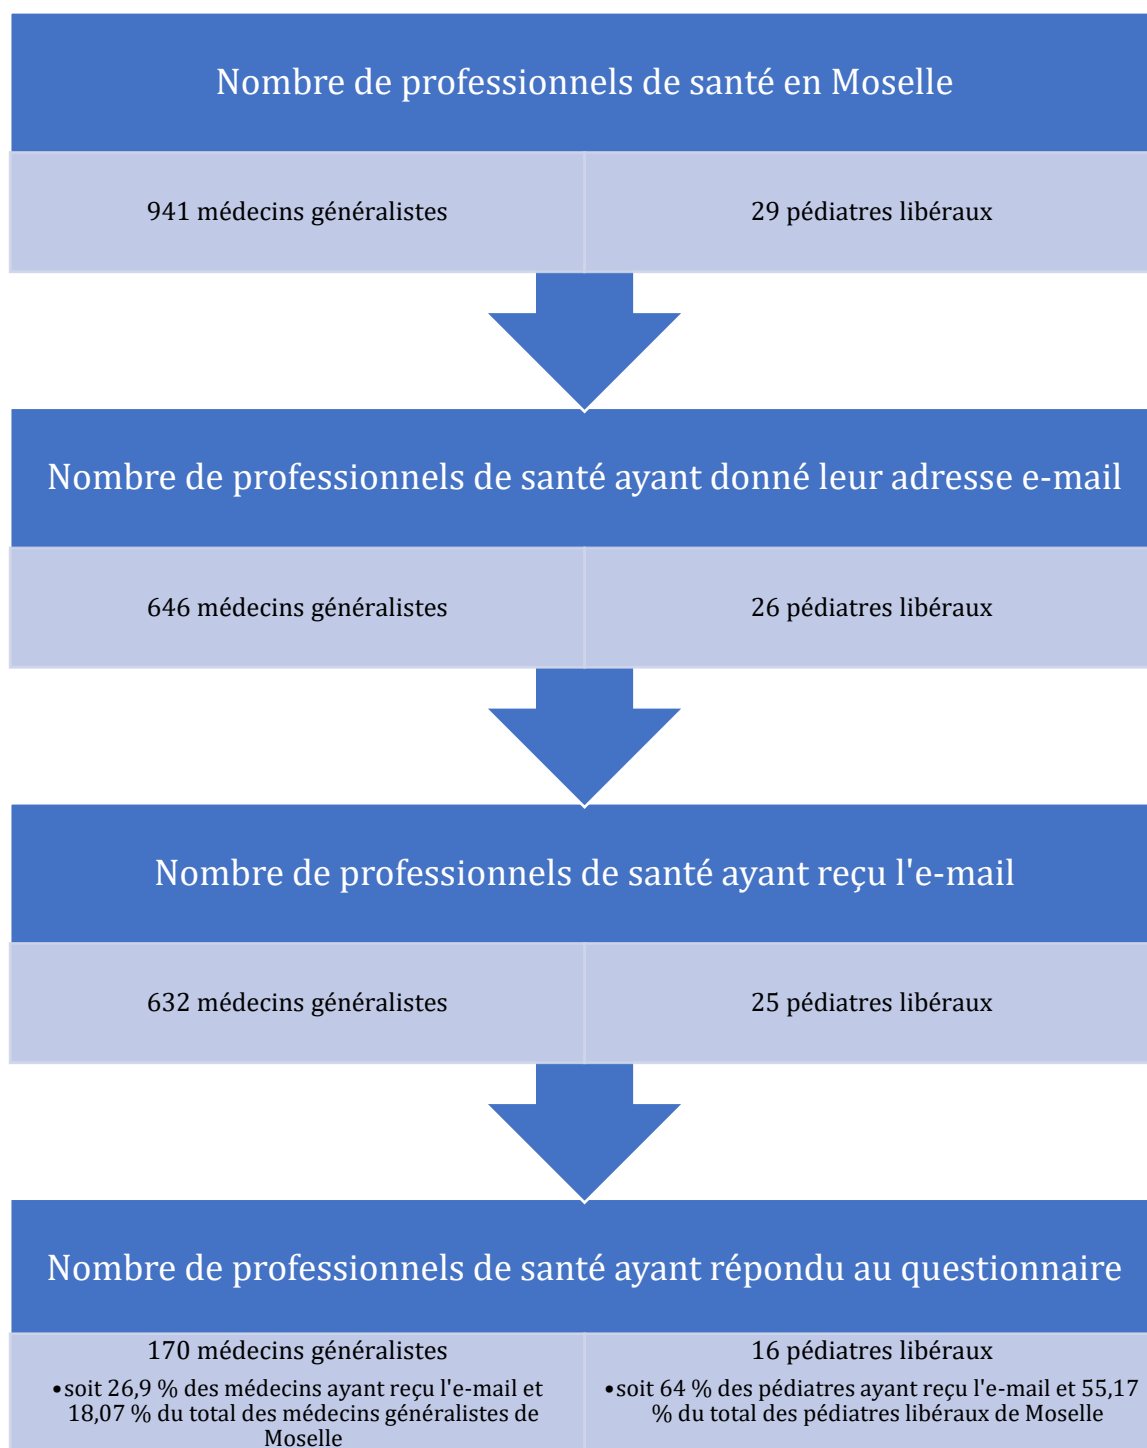 Nombre de professionnels de santé en Moselle
941 médecins généralistes
29 pédiatres libéraux
Nombre de professionnels de santé ayant donné leur adresse e-mail
646 médecins généralistes
26 pédiatres libéraux
Nombre de professionnels de santé ayant reçu l'e-mail
632 médecins généralistes
25 pédiatres libéraux
Nombre de professionnels de santé ayant répondu au questionnaire
170 médecins généralistes
•soit 26,9 % des médecins ayant reçu l'e-mail et
18,07 % du total des médecins généralistes de
Moselle
16 pédiatres libéraux
•soit 64 % des pédiatres ayant reçu l'e-mail et 55,17
% du total des pédiatres libéraux de Moselle